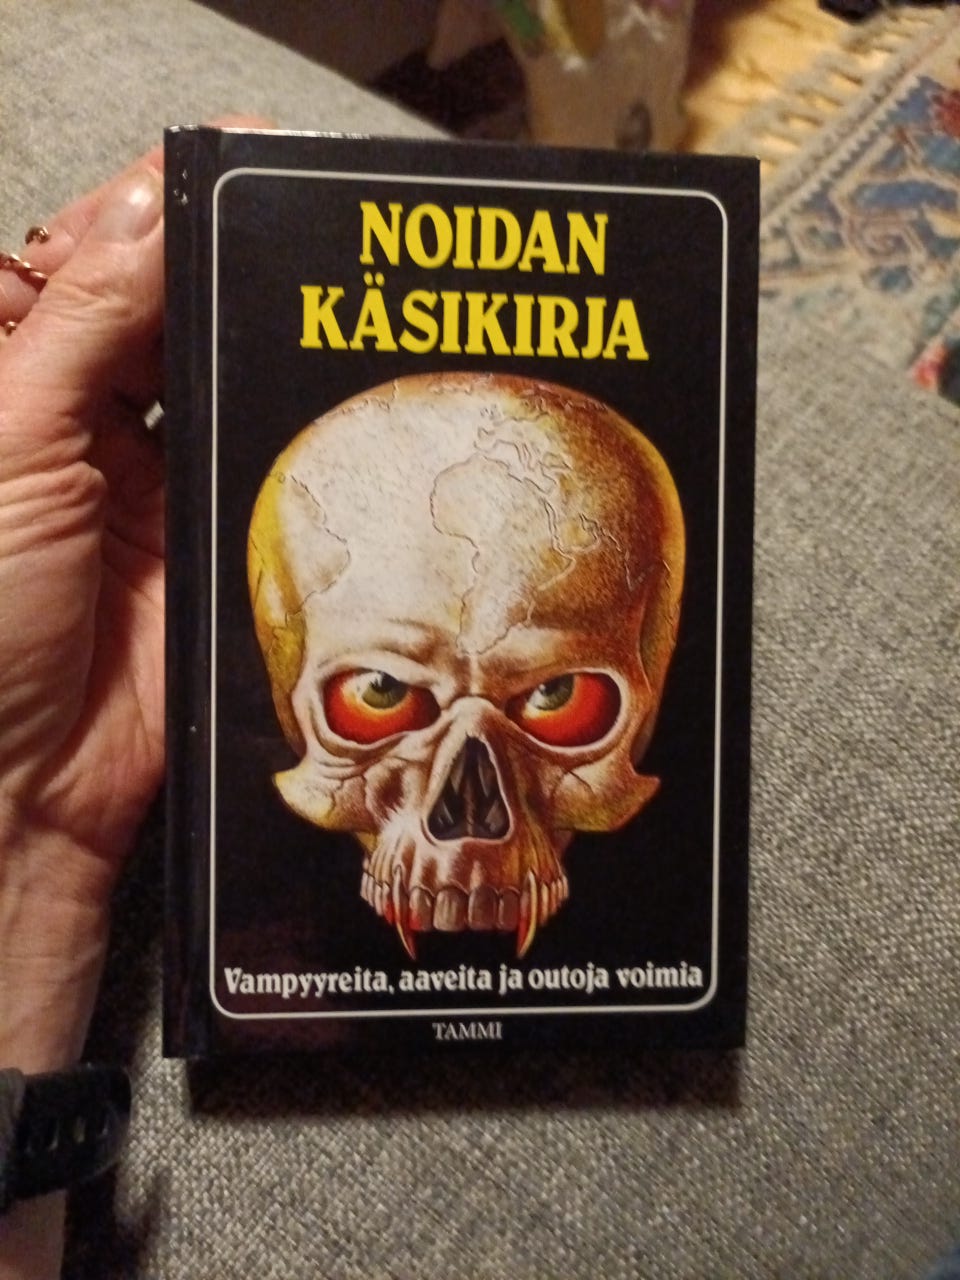 NOIDAN
KÄSIKIRJA
Vampyyreita, aaveita ja outoja voimia
TAMMI